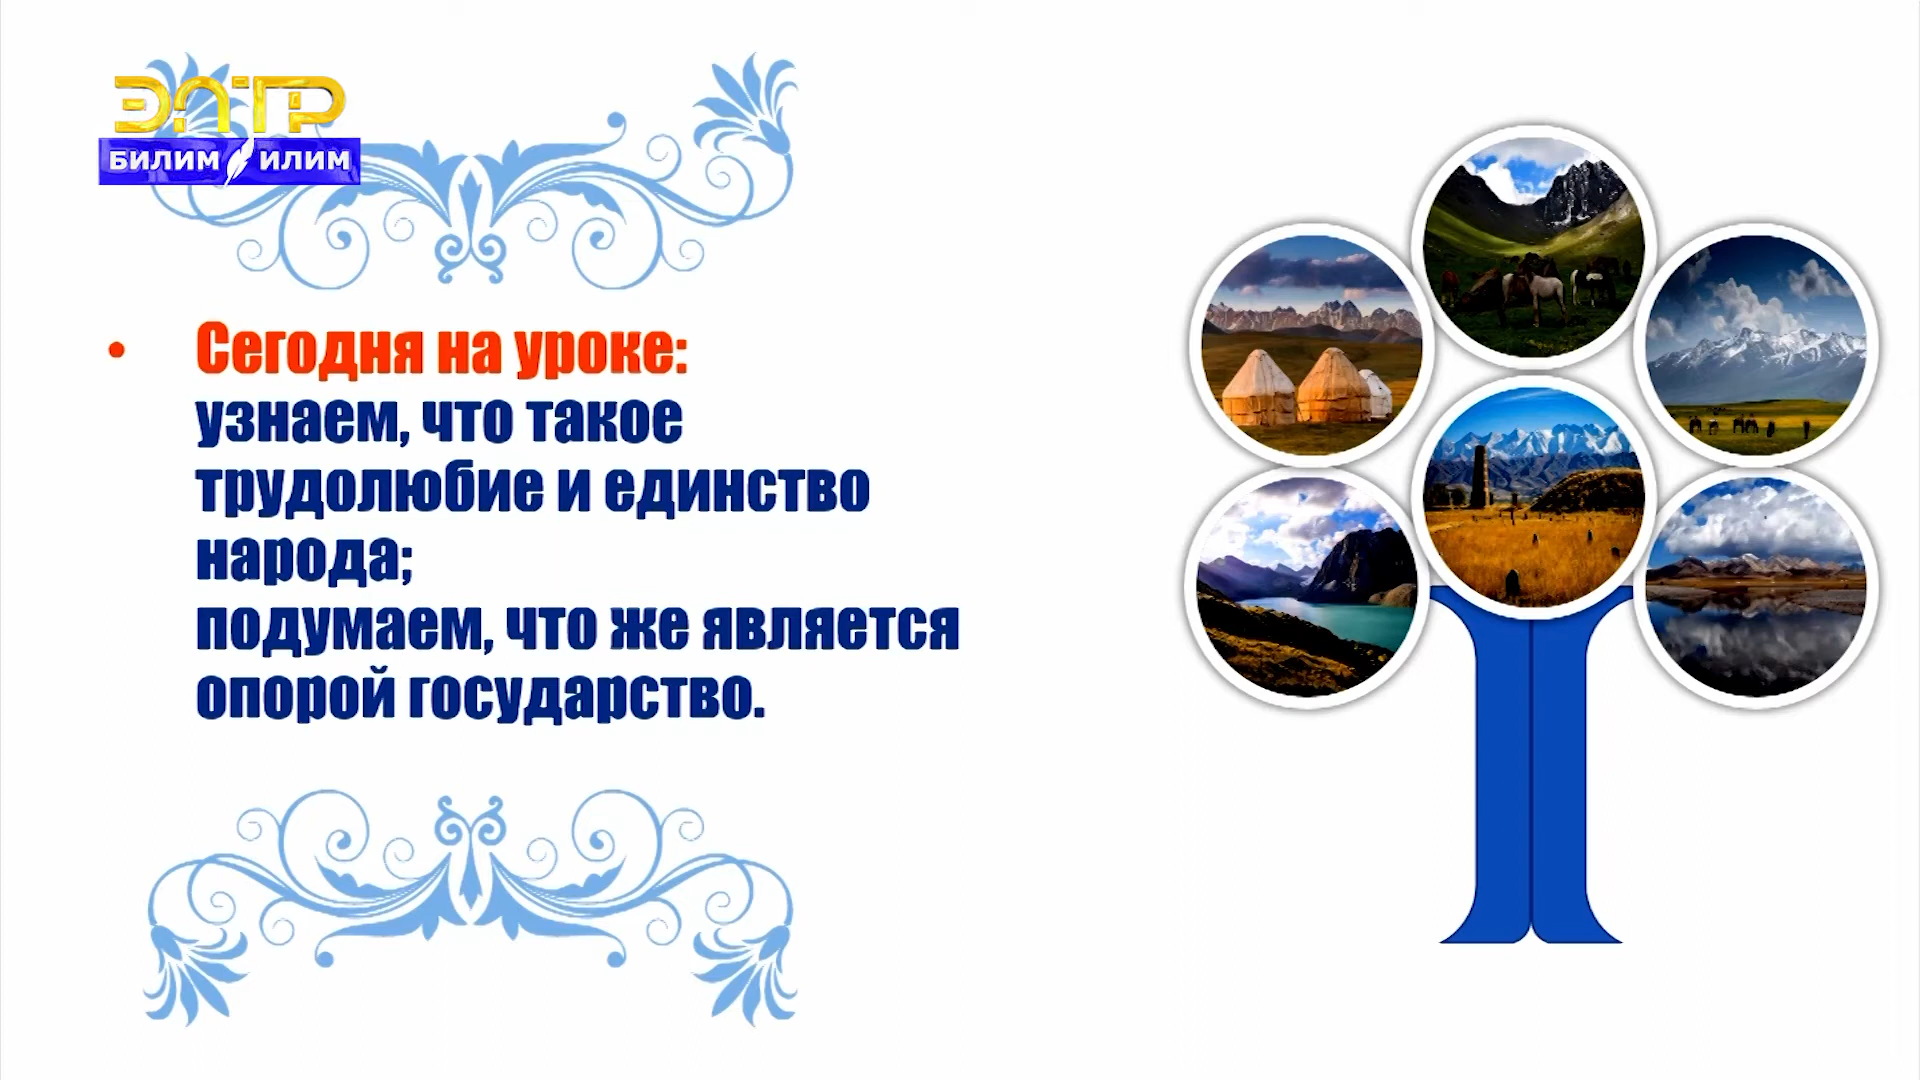 ЭЛТР
БИЛИМ ИЛИМ
• Сегодня на уроке:
узнаем, что такое
трудолюбие и единство
народа;
подумаем, что же является
опорой государство.